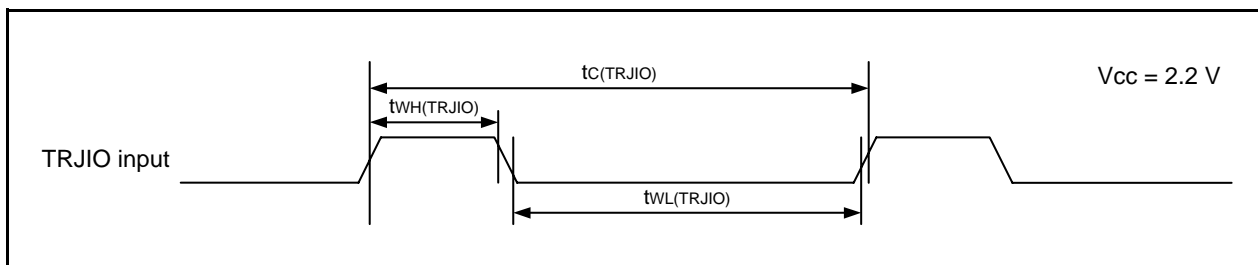 tC(TRJIO)
Vcc = 2.2 V
tWH(TRJIO)
TRJIO input
tWL(TRJIO)